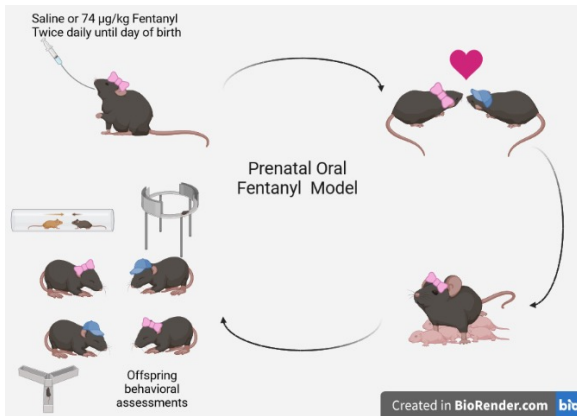 Saline or 74 µg/kg Fentanyl
Twice daily until day of birth
Prenatal Oral
Fentanyl Model
Offspring
behavioral
assessments
Created in BioRender.com bio